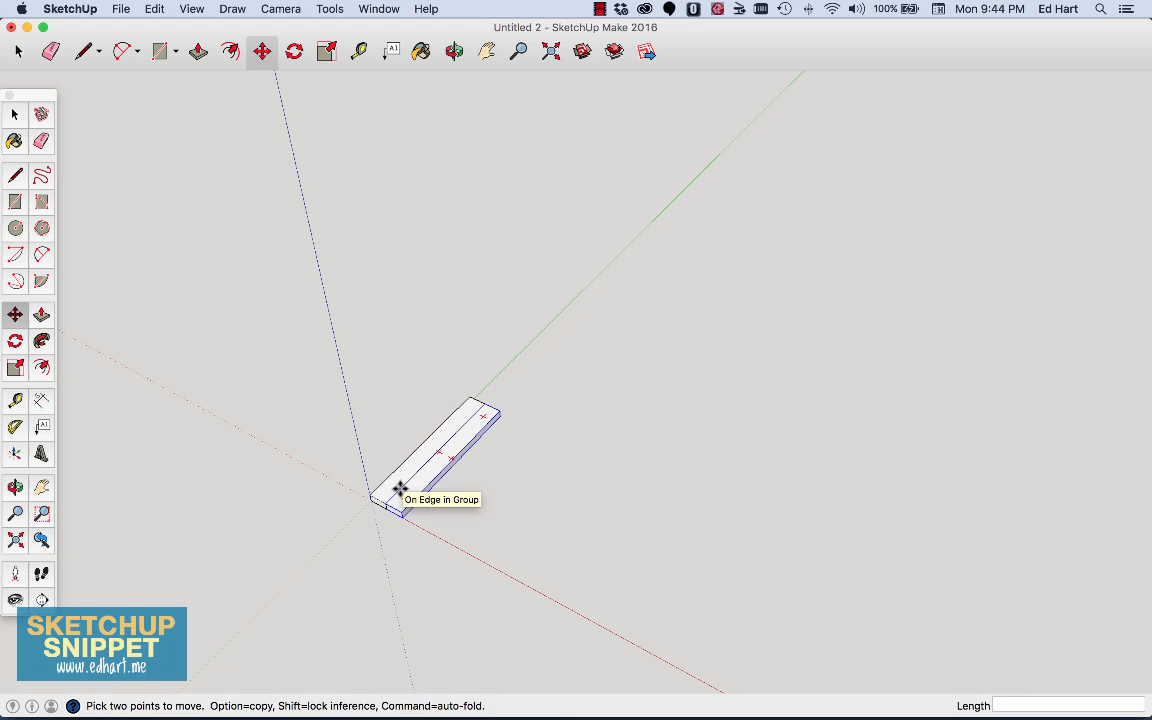 SketchUp File Edit View Draw Camera Tools Window Help 100% Mon 9:44 PM Ed Hart
Untitled 2 - SketchUp Make 2016
A1
A1
On Edge in Group
SKETCHUP
SNIPPET
www.edhart.me
Pick two points to move. Option=copy, Shift=lock inference, Command=auto-fold.
Length